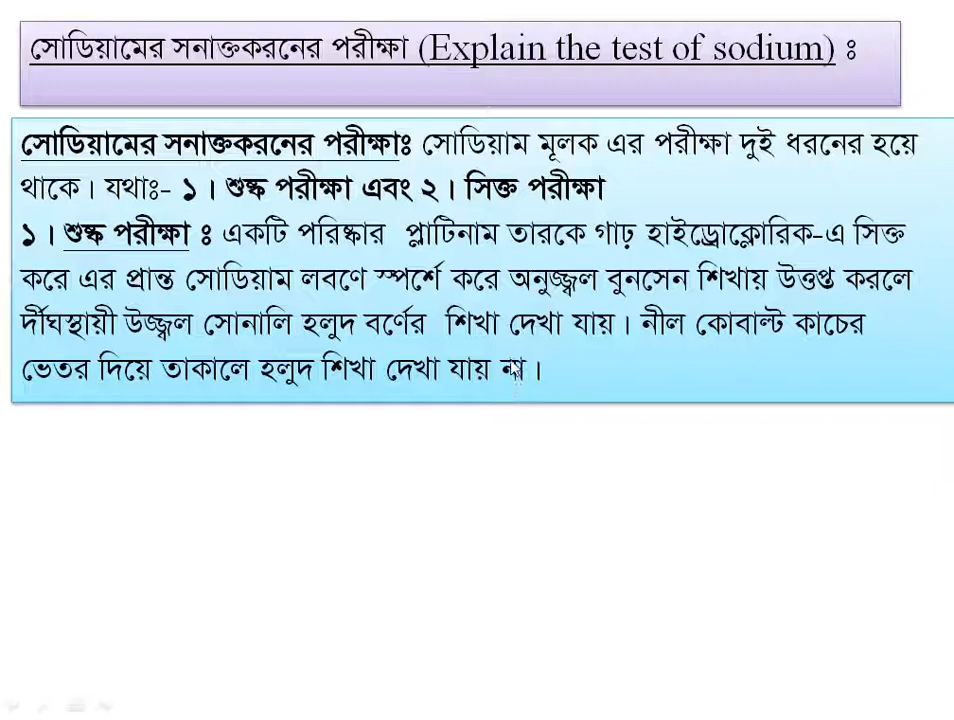 সোডিয়ামের সনাক্তকরনের পরীক্ষা (Explain the test of sodium) ঃ
সোডিয়ামের সনাক্তকরনের পরীক্ষাঃ সোডিয়াম মূলক এর পরীক্ষা দুই ধরনের হয়ে
থাকে। যথাঃ- ১। শুষ্ক পরীক্ষা এবং ২। সিক্ত পরীক্ষা
১। শুষ্ক পরীক্ষা ঃ একটি পরিষ্কার প্লাটিনাম তারকে গাঢ় হাইড্রোক্লোরিক-এ সিক্ত
করে এর প্রান্ত সোডিয়াম লবণে স্পর্শে করে অনুজ্জ্বল বুনসেন শিখায় উত্তপ্ত করলে
র্দীঘস্থায়ী উজ্জ্বল সোনালি হলুদ বর্ণের শিখা দেখা যায়। নীল কোবাল্ট কাচের
ভেতর দিয়ে তাকালে হলুদ শিখা দেখা যায় না।